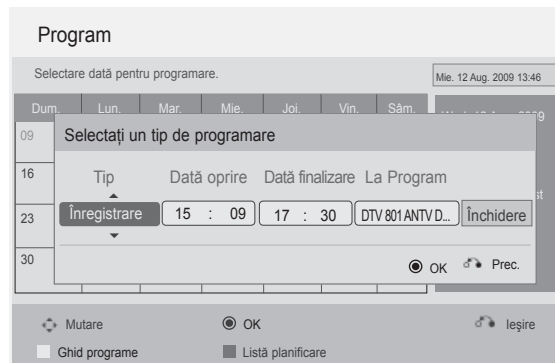 Program
Selectare dată pentru programare.
Mie. 12 Aug. 2009 13:46
Dum. Lun. Mar. Mie. Joi. Vin. Sâm.
09
16
23
30
Selectați un tip de programare
Tip Dată oprire Dată finalizare La Program
Înregistrare 15 : 09 17 : 30 DTV 801 ANTV D... Închidere
OK Prec.
Mutare OK Ieşire
Ghid programe Listă planificare